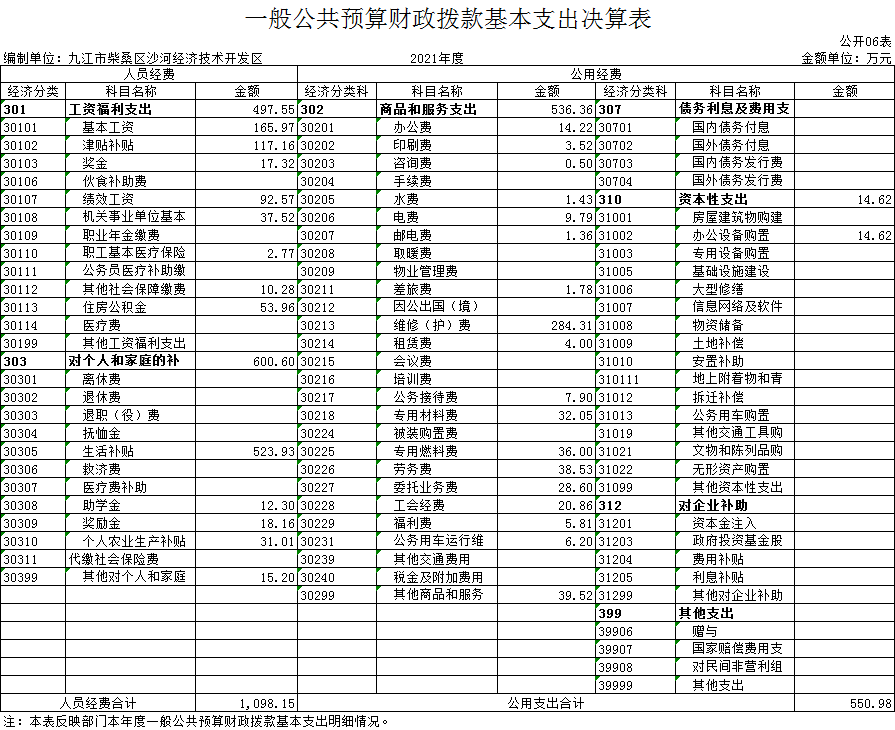 一般公共预算财政拨款基本支出决算表
公开06表
编制单位：九江市柴桑区沙河经济技术开发区 2021年度 金额单位：万元
人员经费 公用经费
经济分类 科目名称 金额 经济分类科 科目名称 金额 经济分类科 科目名称 金额
301 工资福利支出 497.55 302 商品和服务支出 536.36 307 债务利息及费用支
30101 基本工资 165.97 30201 办公费 14.22 30701 国内债务付息
30102 津贴补贴 117.16 30202 印刷费 3.52 30702 国外债务付息
30103 奖金 17.32 30203 咨询费 0.50 30703 国内债务发行费
30106 伙食补助费 30204 手续费 30704 国外债务发行费
30107 绩效工资 92.57 30205 水费 1.43 310 资本性支出 14.62
30108 机关事业单位基本 37.52 30206 电费 9.79 31001 房屋建筑物购建
30109 职业年金缴费 30207 邮电费 1.36 31002 办公设备购置 14.62
30110 职工基本医疗保险 2.77 30208 取暖费 31003 专用设备购置
30111 公务员医疗补助缴 30209 物业管理费 31005 基础设施建设
30112 其他社会保障缴费 10.28 30211 差旅费 1.78 31006 大型修缮
30113 住房公积金 53.96 30212 因公出国（境） 31007 信息网络及软件
30114 医疗费 30213 维修（护）费 284.31 31008 物资储备
30199 其他工资福利支出 30214 租赁费 4.00 31009 土地补偿
303 对个人和家庭的补 600.60 30215 会议费 31010 安置补助
30301 离休费 30216 培训费 310111 地上附着物和青
30302 退休费 30217 公务接待费 7.90 31012 拆迁补偿
30303 退职（役）费 30218 专用材料费 32.05 31013 公务用车购置
30304 抚恤金 30224 被装购置费 31019 其他交通工具购
30305 生活补贴 523.93 30225 专用燃料费 36.00 31021 文物和陈列品购
30306 救济费 30226 劳务费 38.53 31022 无形资产购置
30307 医疗费补助 30227 委托业务费 28.60 31099 其他资本性支出
30308 助学金 12.30 30228 工会经费 20.86 312 对企业补助
30309 奖励金 18.16 30229 福利费 5.81 31201 资本金注入
30310 个人农业生产补贴 31.01 30231 公务用车运行维 6.20 31203 政府投资基金股
30311 代缴社会保险费 30239 其他交通费用 31204 费用补贴
30399 其他对个人和家庭 15.20 30240 税金及附加费用 31205 利息补贴
30299 其他商品和服务 39.52 31299 其他对企业补助
399 其他支出
39906 赠与
39907 国家赔偿费用支
39908 对民间非营利组
39999 其他支出
人员经费合计 1,098.15 公用支出合计 550.98
注：本表反映部门本年度一般公共预算财政拨款基本支出明细情况。